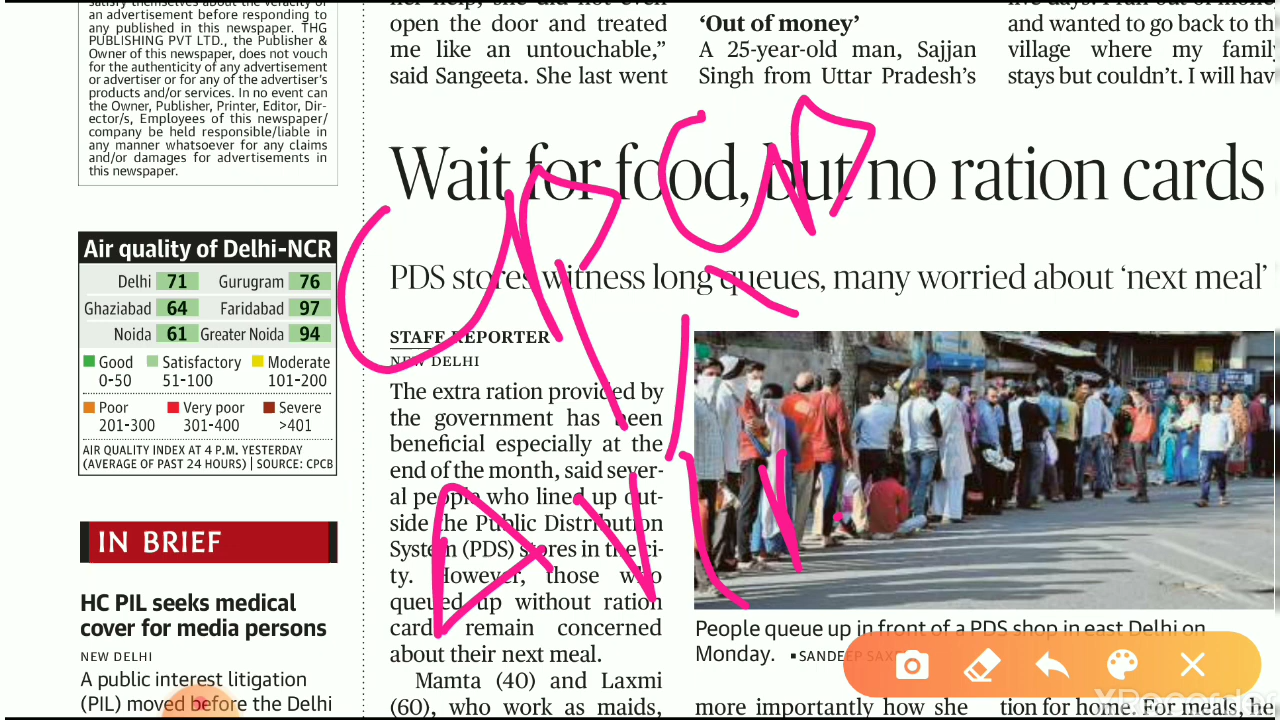 satisfy themselves about the veracity of
an advertisement before responding to
any published in this newspaper. THG
PUBLISHING PVT LTD., the Publisher &
Owner of this newspaper, does not vouch
for the authenticity of any advertisement
or advertiser or for any of the advertiser's
products and/or services. In no event can
the Owner, Publisher, Printer, Editor, Dir-
ector/s, Employees of this newspaper/
company be held responsible/liable in
any manner whatsoever for any claims
and/or damages for advertisements in
this newspaper.
Air quality of Delhi-NCR
Delhi 71 Gurugram 76
Ghaziabad 64 Faridabad 97
Noida 61 Greater Noida 94
Good Satisfactory Moderate
0-50 51-100 101-200
Poor Very poor Severe
201-300 301-400 >401
AIR QUALITY INDEX AT 4 P.M. YESTERDAY
(AVERAGE OF PAST 24 HOURS) | SOURCE: CPCB
IN BRIEF
HC PIL seeks medical
cover for media persons
NEW DELHI
A public interest litigation
(PIL) moved before the Delhi
her help, she did not even
open the door and treated
me like an untouchable,"
said Sangeeta. She last went
'Out of money'
A 25-year-old man, Sajjan
Singh from Uttar Pradesh's
and wanted to go back to
village where my family
stays but couldn't. I will
Wait for food, but no ration cards
PDS stores witness long queues, many worried about 'next meal'
STAFF REPORTER
NEW DELHI
The extra ration provided by
the government has been
beneficial especially at the
end of the month, said sever-
al people who lined up out-
side the Public Distribution
System (PDS) stores in the ci-
ty. However, those who
queued up without ration
cards remain concerned
about their next meal.
Mamta (40) and Laxmi
(60), who work as maids,
People queue up in front of a PDS shop in east Delhi on
Monday. ▪SANDEEP
more importantly how she
tion for home. For meals, he